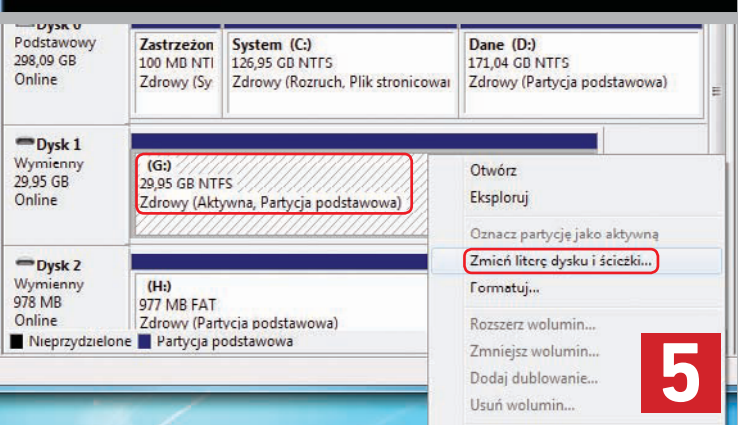 Dysk 0
Podstawowy
298,09 GB
Online
Zastrzeżon
100 MB NTI
Zdrowy (Sy
System (C:)
126,95 GB NTFS
Zdrowy (Rozruch, Plik stronicowai
Dane (D:)
171,04 GB NTFS
Zdrowy (Partycja podstawowa)
Dysk 1
Wymienny
29,95 GB
Online
(G:)
29,95 GB NTFS
Zdrowy (Aktywna, Partycja podstawowa)
Dysk 2
Wymienny
978 MB
Online
(H:)
977 MB FAT
Zdrowy (Partycja podstawowa)
Nieprzydzielone Partycja podstawowa
Otwórz
Eksploruj
Oznacz partycję jako aktywną
Zmień literę dysku i ścieżki...
Formatuj...
Rozszerz wolumin...
Zmniejsz wolumin...
Dodaj dublowanie...
Usuń wolumin...
5